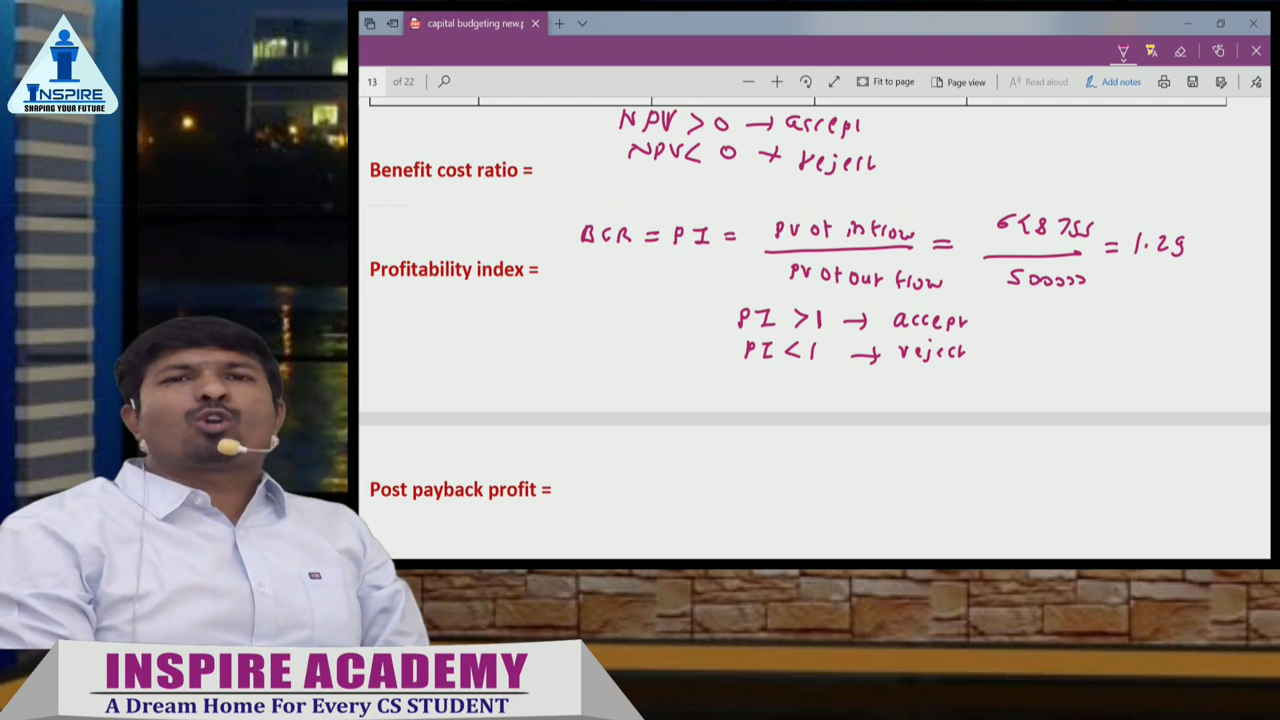 INSPIRE
SHAPING YOUR FUTURE
capital budgeting new.p
13 of 22
Fit to page
Page view
Read aloud
Add notes
NPV > 0 → accept
NPV < 0 → reject
Benefit cost ratio =
BCR = PI = PV of inflow / PV of out flow = 648755 / 500000 = 1.29
Profitability index =
PI > 1 → accept
PI < 1 → reject
Post payback profit =
INSPIRE ACADEMY
A Dream Home For Every CS STUDENT